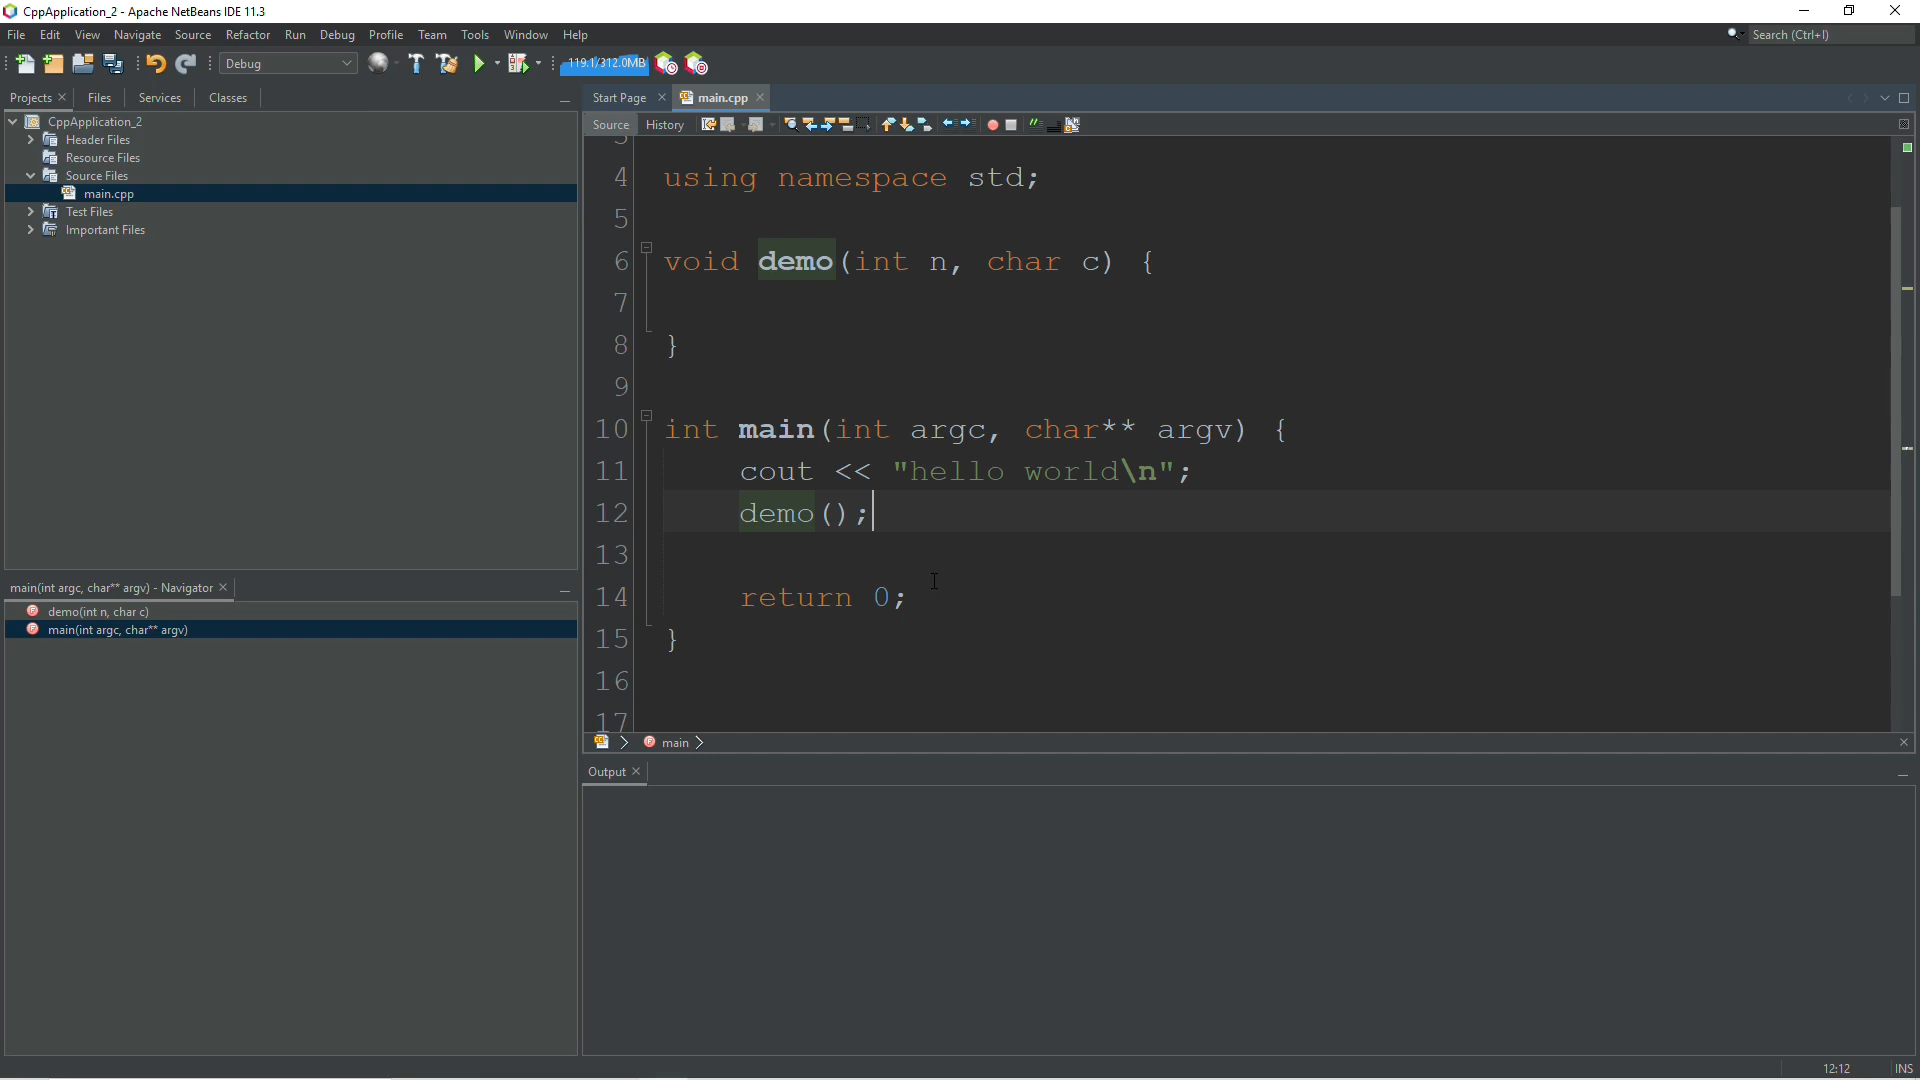 CppApplication_2 - Apache NetBeans IDE 11.3
File Edit View Navigate Source Refactor Run Debug Profile Team Tools Window Help
Search (Ctrl+I)
Debug
119.1/312.0MB
Projects Files Services Classes
CppApplication_2
Header Files
Resource Files
Source Files
main.cpp
Test Files
Important Files
main(int argc, char** argv) - Navigator
demo(int n, char c)
main(int argc, char** argv)
Start Page main.cpp
Source History
4 using namespace std;
5
6 void demo(int n, char c) {
7
8 }
9
10 int main(int argc, char** argv) {
11 cout << "hello world\n";
12 demo();
13
14 return 0;
15 }
16
17
main
Output
12:12 INS